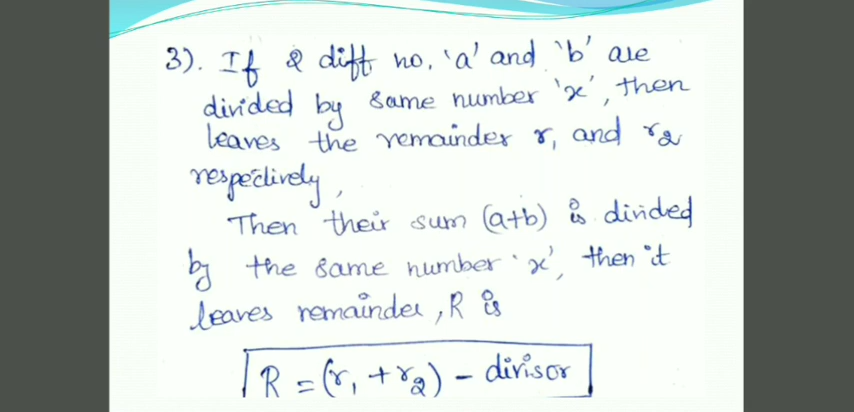 3). If 2 diff no. 'a' and 'b' are
divided by same number 'x', then
leaves the remainder r₁ and r₂
respectively,
Then their sum (a+b) is divided
by the same number 'x', then it
leaves remainder, R is
R = (r₁ + r₂) - divisor